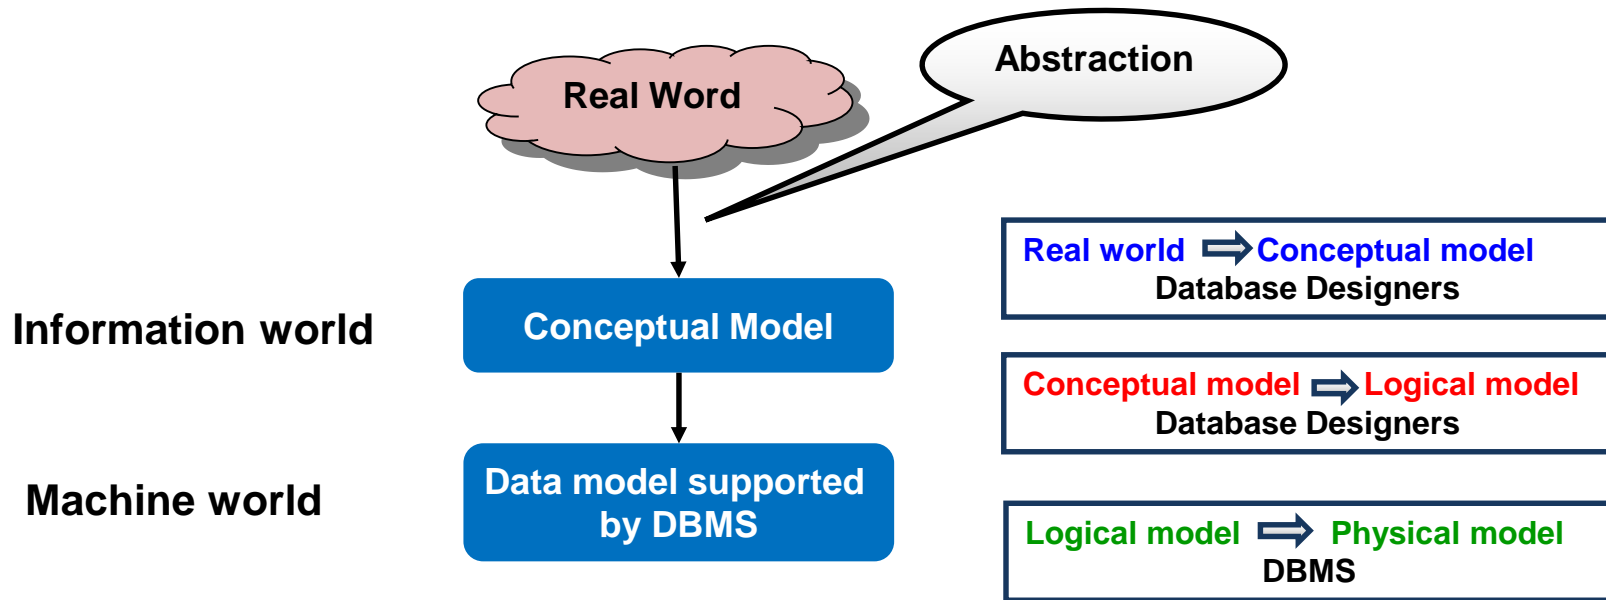 Real Word
Abstraction
Information world
Conceptual Model
Machine world
Data model supported
by DBMS
Real world Conceptual model
Database Designers
Conceptual model Logical model
Database Designers
Logical model Physical model
DBMS